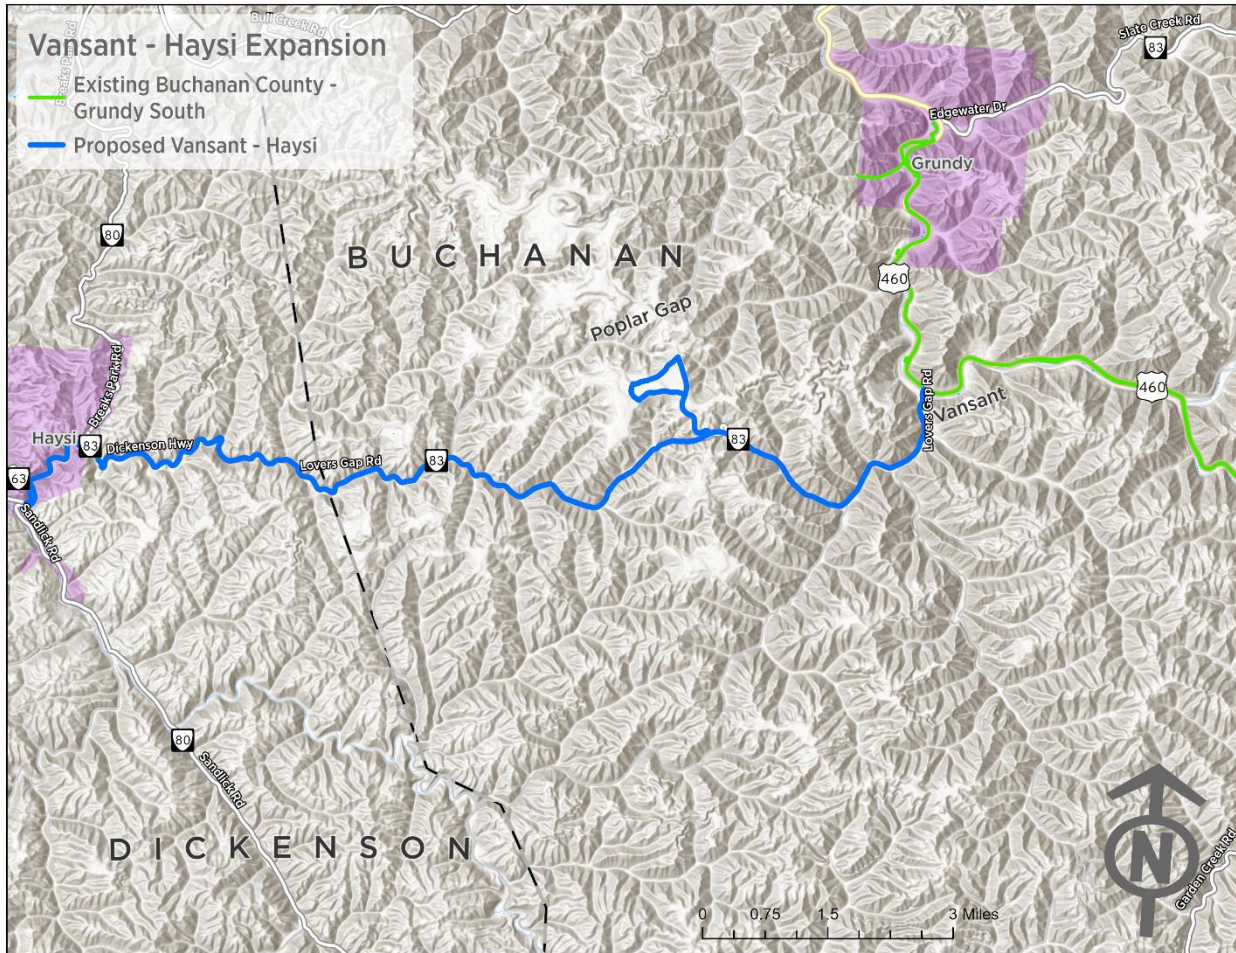 Bull Creek Rd
Slate Creek Rd
83
Vansant - Haysi Expansion
Existing Buchanan County -
Grundy South
Proposed Vansant - Haysi
Breaks Park Rd
Edgewater Dr
Grundy
80
BUCHANAN
460
Poplar Gap
Breaks Park Rd
460
Lovers Gap Rd
Vansant
Haysi
83
Dickenson Hwy
83
Lovers Gap Rd
83
63
Sandlick Rd
80
Sandlick Rd
DICKENSON
N
Garden Creek Rd
0 0.75 1.5 3 Miles